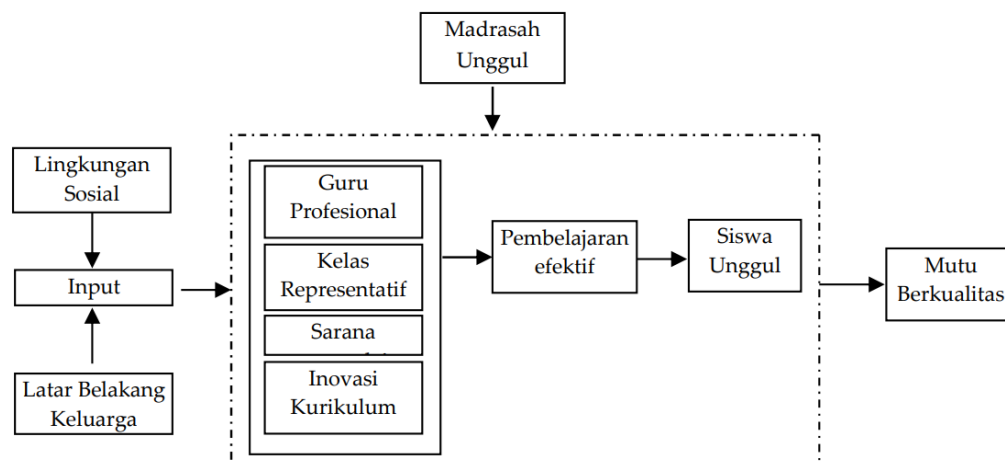 Madrasah
Unggul
Lingkungan
Sosial
Input
Latar Belakang
Keluarga
Guru
Profesional
Kelas
Representatif
Sarana
Inovasi
Kurikulum
Pembelajaran
efektif
Siswa
Unggul
Mutu
Berkualitas